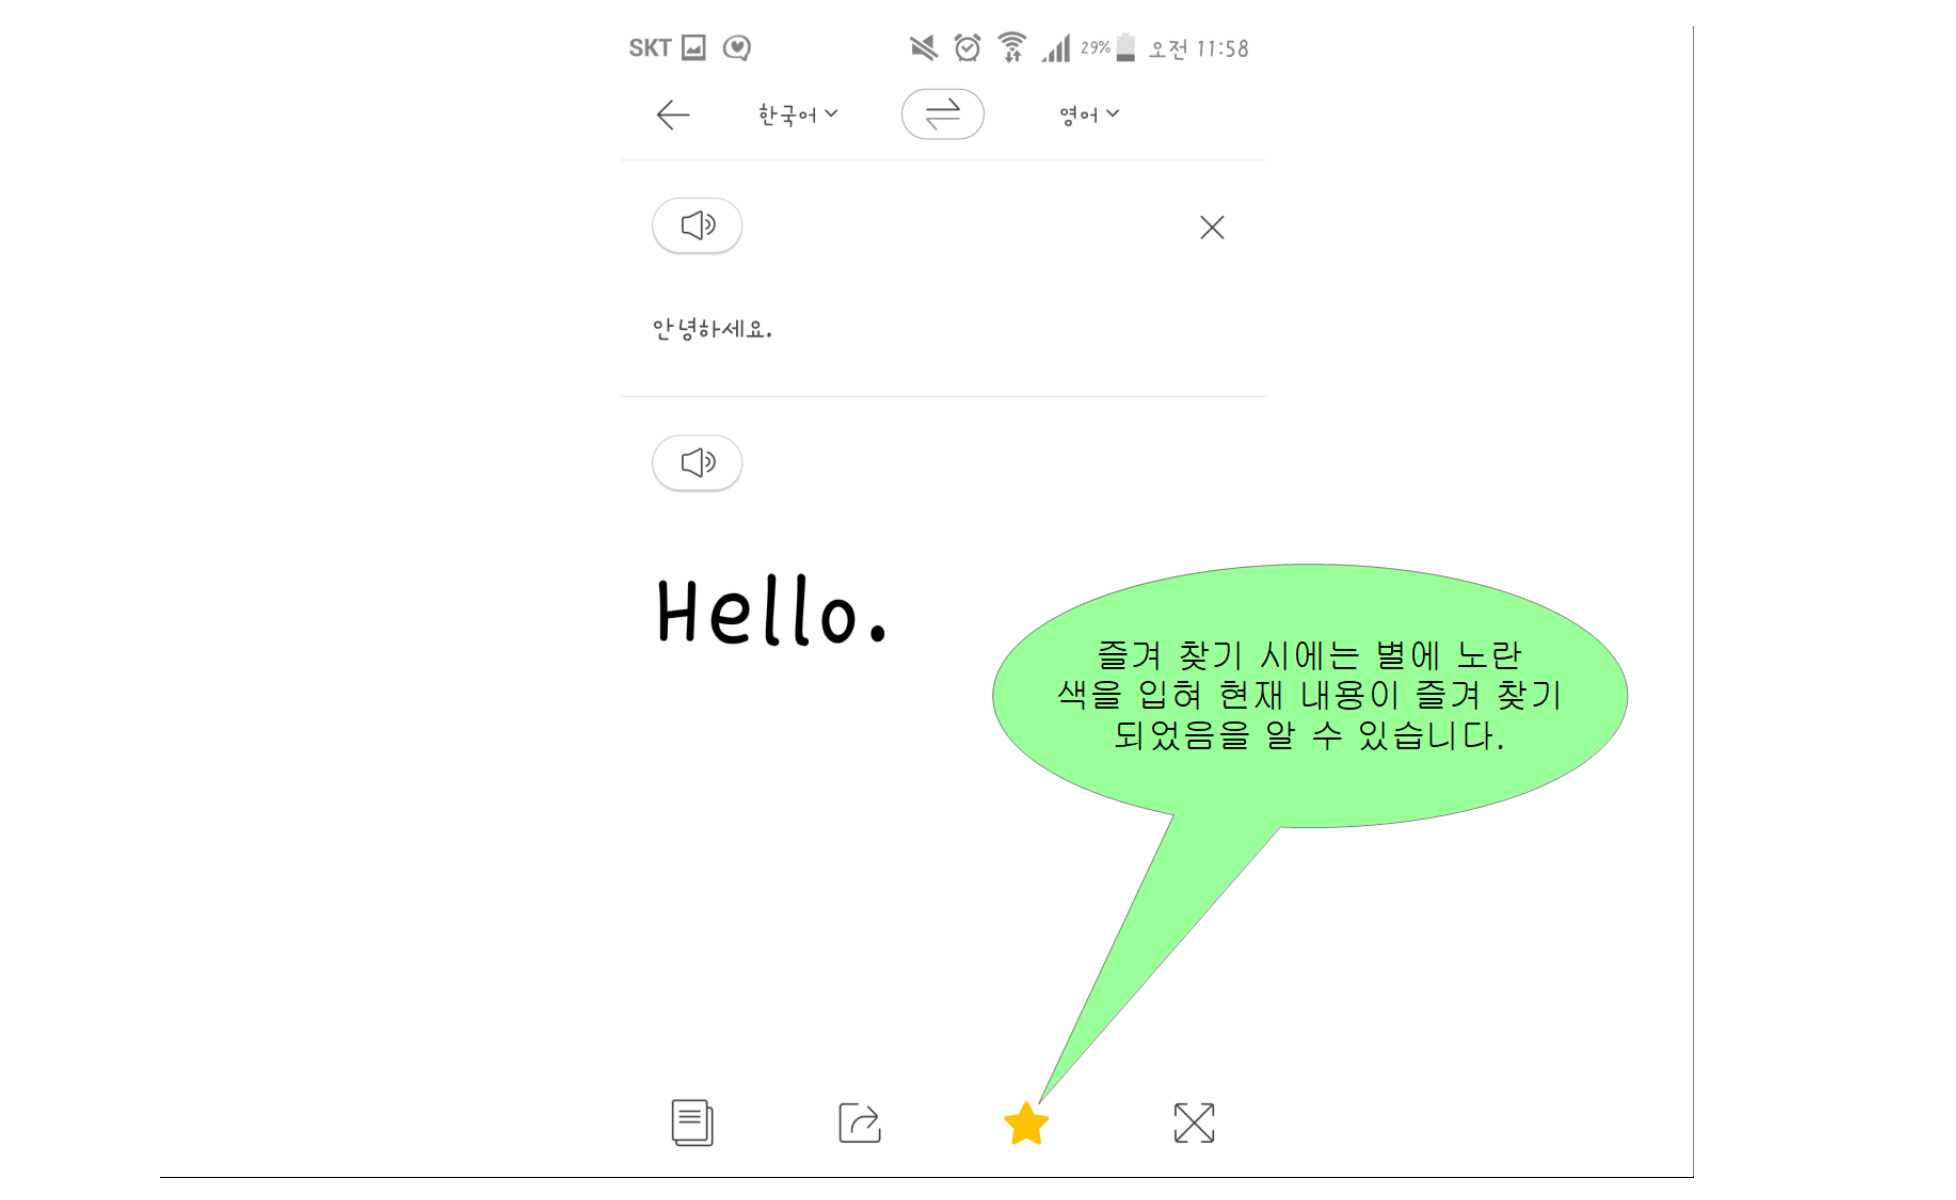 SKT 29% 오전 11:58
한국어 영어
안녕하세요.
Hello.
즐겨 찾기 시에는 별에 노란
색을 입혀 현재 내용이 즐겨 찾기
되었음을 알 수 있습니다.